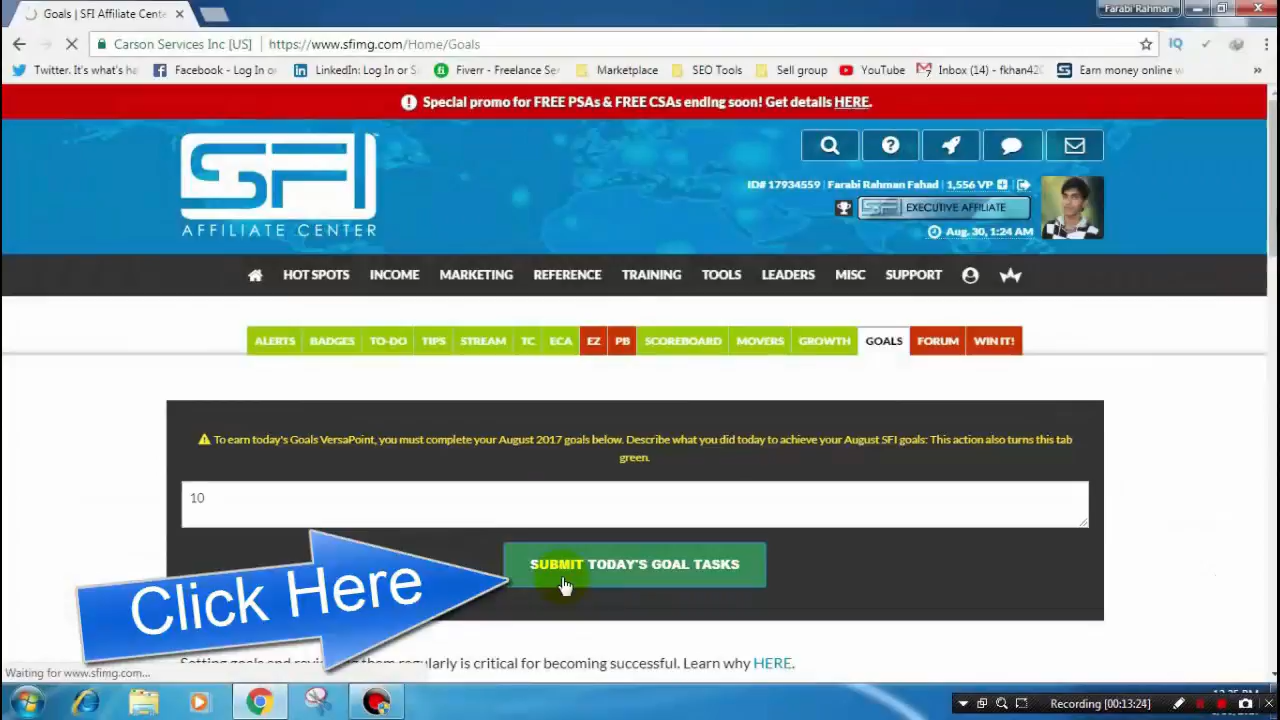 Goals | SFI Affiliate Cente
Farabi Rahman
Carson Services Inc [US]
https://www.sfimg.com/Home/Goals
Twitter. It's what's ha
Facebook - Log In or
LinkedIn: Log In or S
Fiverr - Freelance Se
Marketplace
SEO Tools
Sell group
YouTube
Inbox (14) - fkhan420
Earn money online w
Special promo for FREE PSAs & FREE CSAs ending soon! Get details HERE.
SFI
AFFILIATE CENTER
ID# 17934559 | Farabi Rahman Fahad | 1,556 VP
SFI EXECUTIVE AFFILIATE
Aug. 30, 1:24 AM
HOT SPOTS INCOME MARKETING REFERENCE TRAINING TOOLS LEADERS MISC SUPPORT
ALERTS BADGES TO-DO TIPS STREAM TC ECA EZ PB SCOREBOARD MOVERS GROWTH GOALS FORUM WIN IT!
To earn today's Goals VersaPoint, you must complete your August 2017 goals below. Describe what you did today to achieve your August SFI goals: This action also turns this tab
green.
10
SUBMIT TODAY'S GOAL TASKS
Click Here
Setting goals and them regularly is critical for becoming successful. Learn why HERE.
Waiting for www.sfimg.com...
Recording [00:13:24]